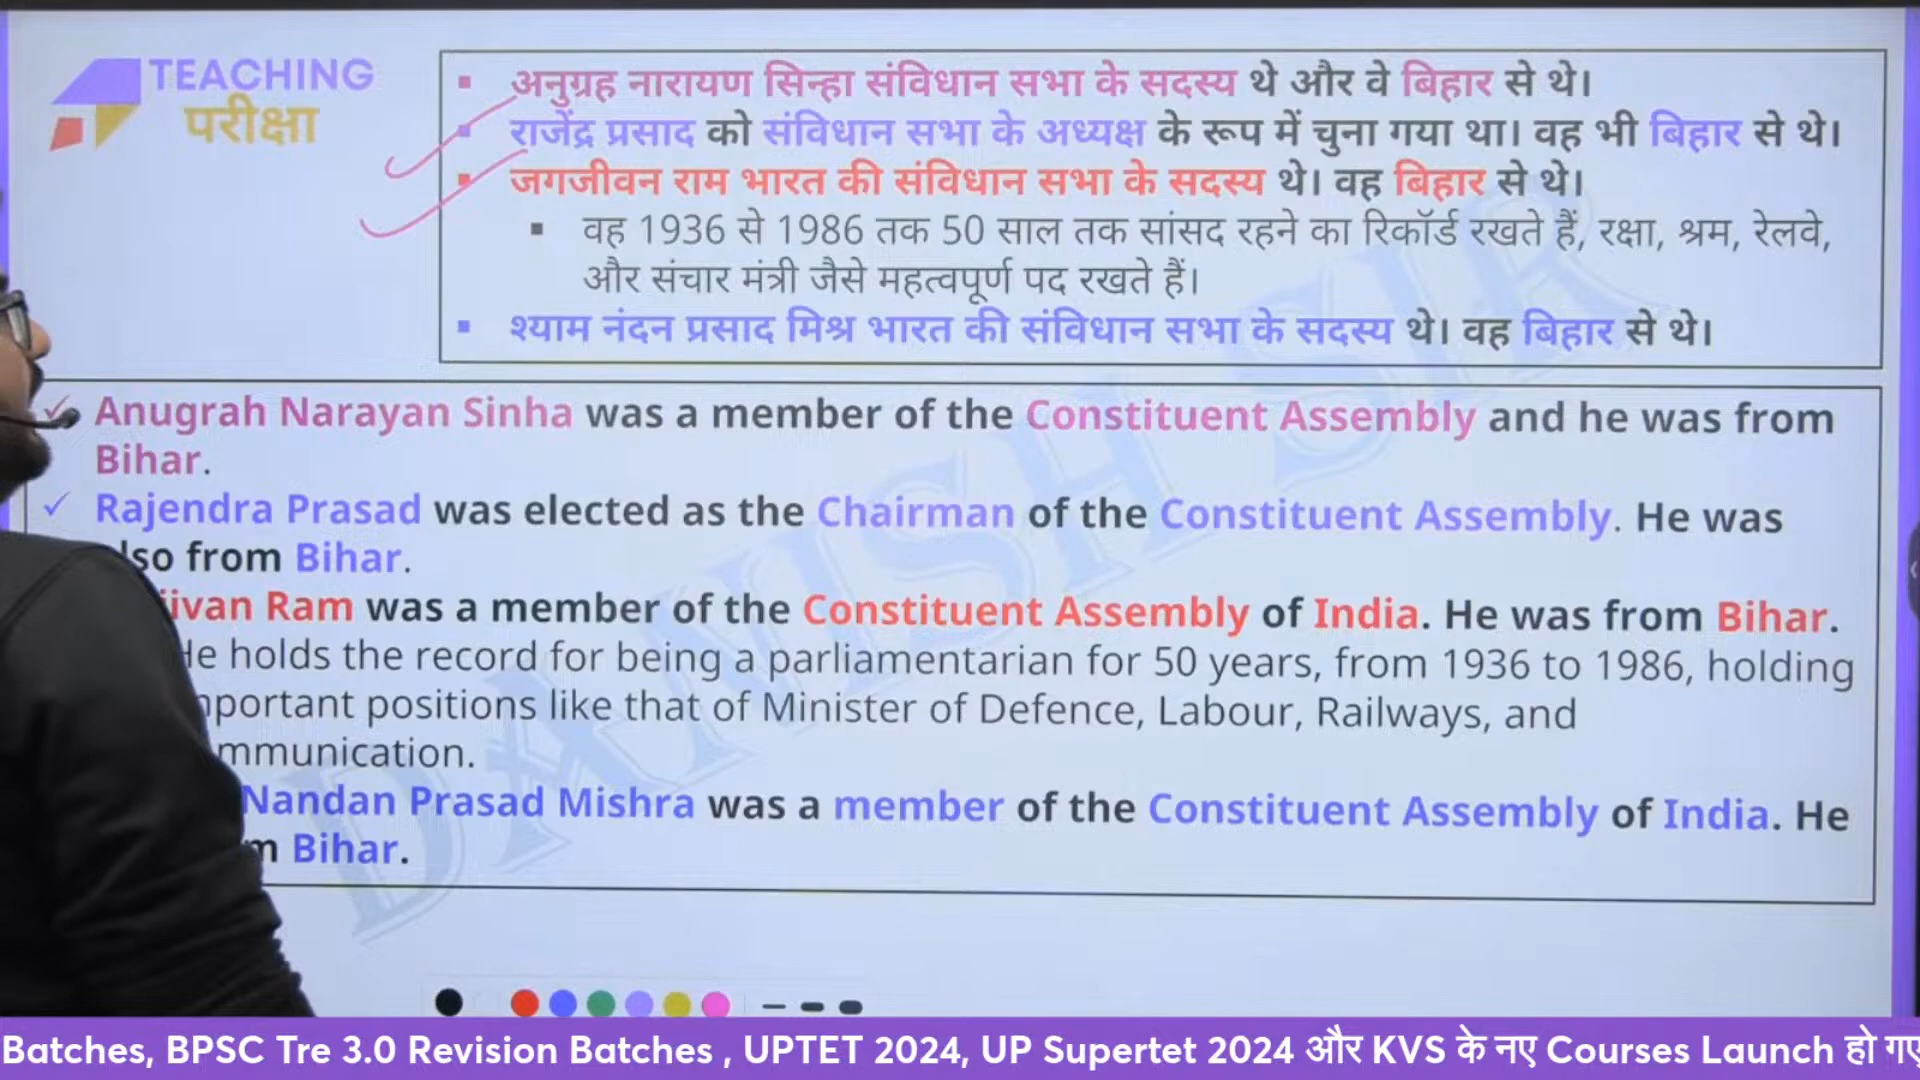 TEACHING
परीक्षा
अनुग्रह नारायण सिन्हा संविधान सभा के सदस्य थे और वे बिहार से थे।
राजेंद्र प्रसाद को संविधान सभा के अध्यक्ष के रूप में चुना गया था। वह भी बिहार से थे।
जगजीवन राम भारत की संविधान सभा के सदस्य थे। वह बिहार से थे।
वह 1936 से 1986 तक 50 साल तक सांसद रहने का रिकॉर्ड रखते हैं, रक्षा, श्रम, रेलवे,
और संचार मंत्री जैसे महत्वपूर्ण पद रखते हैं।
श्याम नंदन प्रसाद मिश्र भारत की संविधान सभा के सदस्य थे। वह बिहार से थे।
Anugrah Narayan Sinha was a member of the Constituent Assembly and he was from
Bihar.
Rajendra Prasad was elected as the Chairman of the Constituent Assembly. He was
lso from Bihar.
jivan Ram was a member of the Constituent Assembly of India. He was from Bihar.
He holds the record for being a parliamentarian for 50 years, from 1936 to 1986, holding
mportant positions like that of Minister of Defence, Labour, Railways, and
mmunication.
Nandan Prasad Mishra was a member of the Constituent Assembly of India. He
m Bihar.
DANISH SIR
Batches, BPSC Tre 3.0 Revision Batches , UPTET 2024, UP Supertet 2024 और KVS के नए Courses Launch हो गए